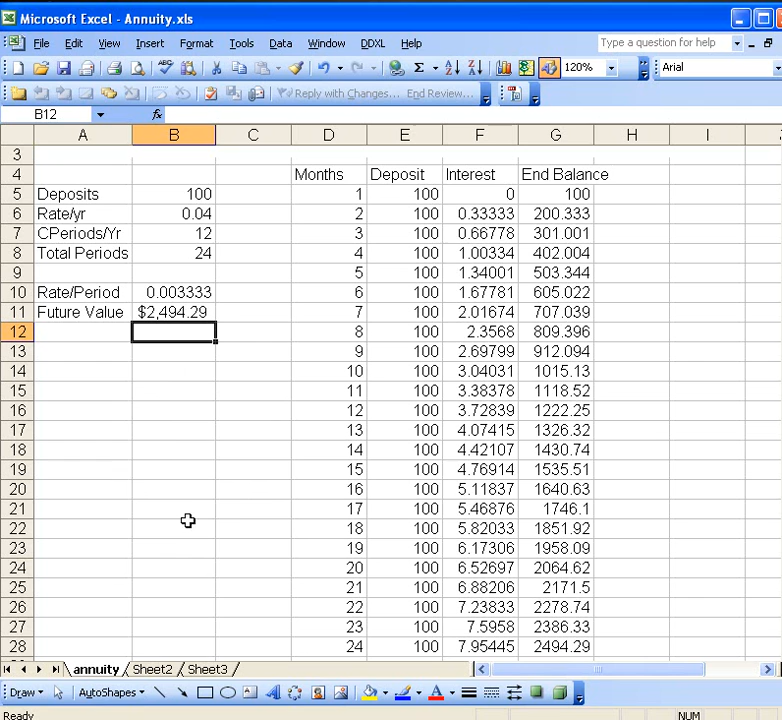 Microsoft Excel - Annuity.xls
File Edit View Insert Format Tools Data Window DDXL Help Type a question for help
120% Arial
Reply with Changes... End Review...
B12 fx
A B C D E F G H I
3
4 Months Deposit Interest End Balance
5 Deposits 100 1 100 0 100
6 Rate/yr 0.04 2 100 0.33333 200.333
7 CPeriods/Yr 12 3 100 0.66778 301.001
8 Total Periods 24 4 100 1.00334 402.004
9 5 100 1.34001 503.344
10 Rate/Period 0.003333 6 100 1.67781 605.022
11 Future Value $2,494.29 7 100 2.01674 707.039
12 8 100 2.3568 809.396
13 9 100 2.69799 912.094
14 10 100 3.04031 1015.13
15 11 100 3.38378 1118.52
16 12 100 3.72839 1222.25
17 13 100 4.07415 1326.32
18 14 100 4.42107 1430.74
19 15 100 4.76914 1535.51
20 16 100 5.11837 1640.63
21 17 100 5.46876 1746.1
22 18 100 5.82033 1851.92
23 19 100 6.17306 1958.09
24 20 100 6.52697 2064.62
25 21 100 6.88206 2171.5
26 22 100 7.23833 2278.74
27 23 100 7.5958 2386.33
28 24 100 7.95445 2494.29
annuity Sheet2 Sheet3
Draw AutoShapes
Ready NUM